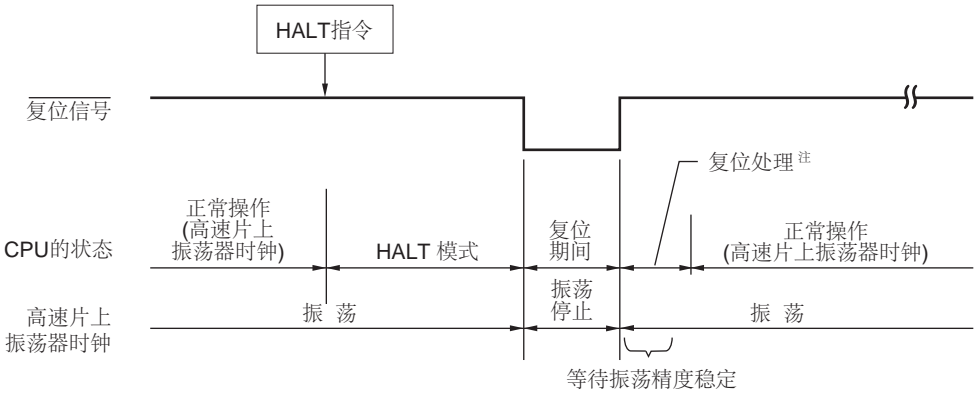 HALT指令
复位信号
复位处理注
正常操作
(高速片上
振荡器时钟)
CPU的状态
HALT 模式
复位
期间
正常操作
(高速片上振荡器时钟)
高速片上
振荡器时钟
振 荡
振荡
停止
振 荡
等待振荡精度稳定